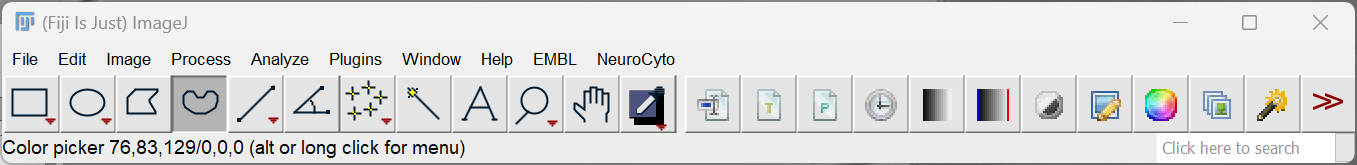 (Fiji Is Just) ImageJ
File Edit Image Process Analyze Plugins Window Help EMBL NeuroCyto
A T P >>
Color picker 76,83,129/0,0,0 (alt or long click for menu) Click here to search